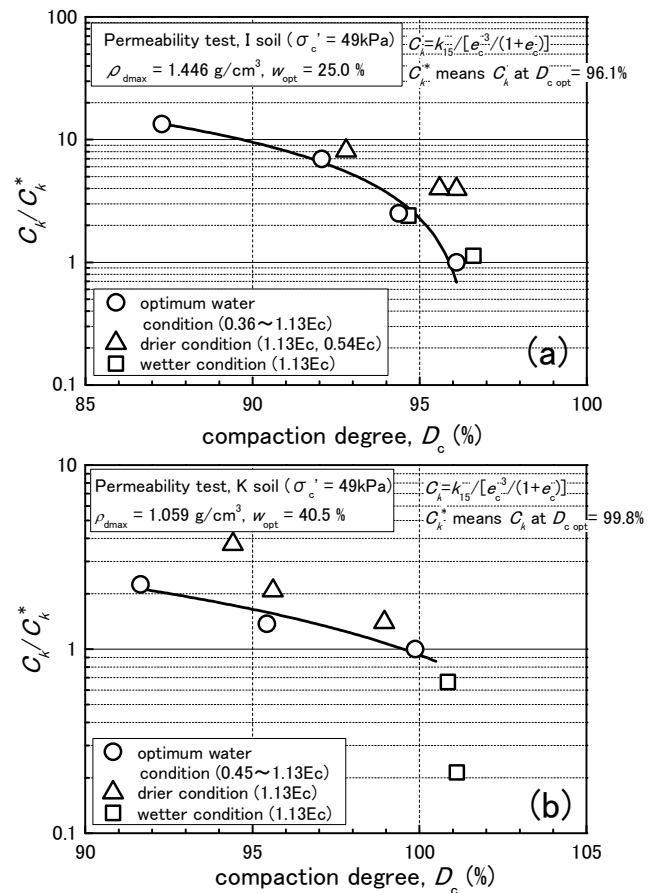 100
Permeability test, I soil (σc' = 49kPa)
ρdmax = 1.446 g/cm³, wopt = 25.0 %
Ck=k15/[ec³/(1+ec)]
Ck* means Ck at Dc opt = 96.1%
10
Ck/Ck*
1
optimum water
condition (0.36～1.13Ec)
drier condition (1.13Ec, 0.54Ec)
wetter condition (1.13Ec)
(a)
0.1
85 90 95 100
compaction degree, Dc (%)
10
Permeability test, K soil (σc' = 49kPa)
ρdmax = 1.059 g/cm³, wopt = 40.5 %
Ck=k15/[ec³/(1+ec)]
Ck* means Ck at Dc opt = 99.8%
Ck/Ck*
1
optimum water
condition (0.45～1.13Ec)
drier condition (1.13Ec)
wetter condition (1.13Ec)
(b)
0.1
90 95 100 105
compaction degree, Dc (%)